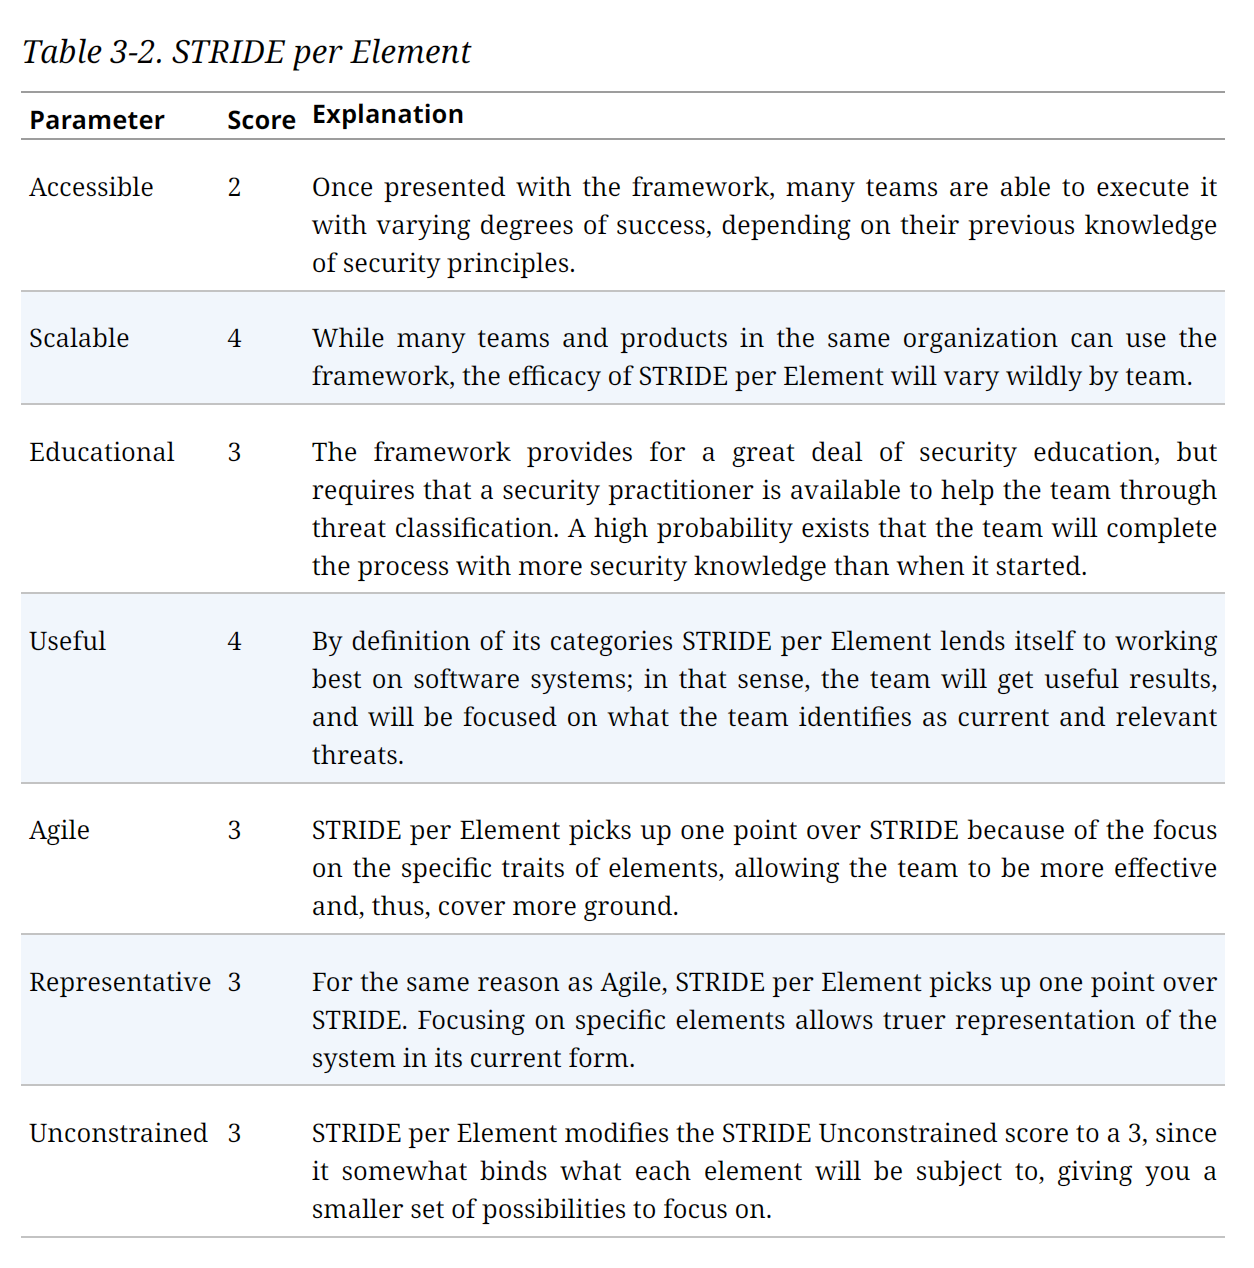 Table 3-2. STRIDE per Element
Parameter Score Explanation
Accessible 2 Once presented with the framework, many teams are able to execute it
with varying degrees of success, depending on their previous knowledge
of security principles.
Scalable 4 While many teams and products in the same organization can use the
framework, the efficacy of STRIDE per Element will vary wildly by team.
Educational 3 The framework provides for a great deal of security education, but
requires that a security practitioner is available to help the team through
threat classification. A high probability exists that the team will complete
the process with more security knowledge than when it started.
Useful 4 By definition of its categories STRIDE per Element lends itself to working
best on software systems; in that sense, the team will get useful results,
and will be focused on what the team identifies as current and relevant
threats.
Agile 3 STRIDE per Element picks up one point over STRIDE because of the focus
on the specific traits of elements, allowing the team to be more effective
and, thus, cover more ground.
Representative 3 For the same reason as Agile, STRIDE per Element picks up one point over
STRIDE. Focusing on specific elements allows truer representation of the
system in its current form.
Unconstrained 3 STRIDE per Element modifies the STRIDE Unconstrained score to a 3, since
it somewhat binds what each element will be subject to, giving you a
smaller set of possibilities to focus on.